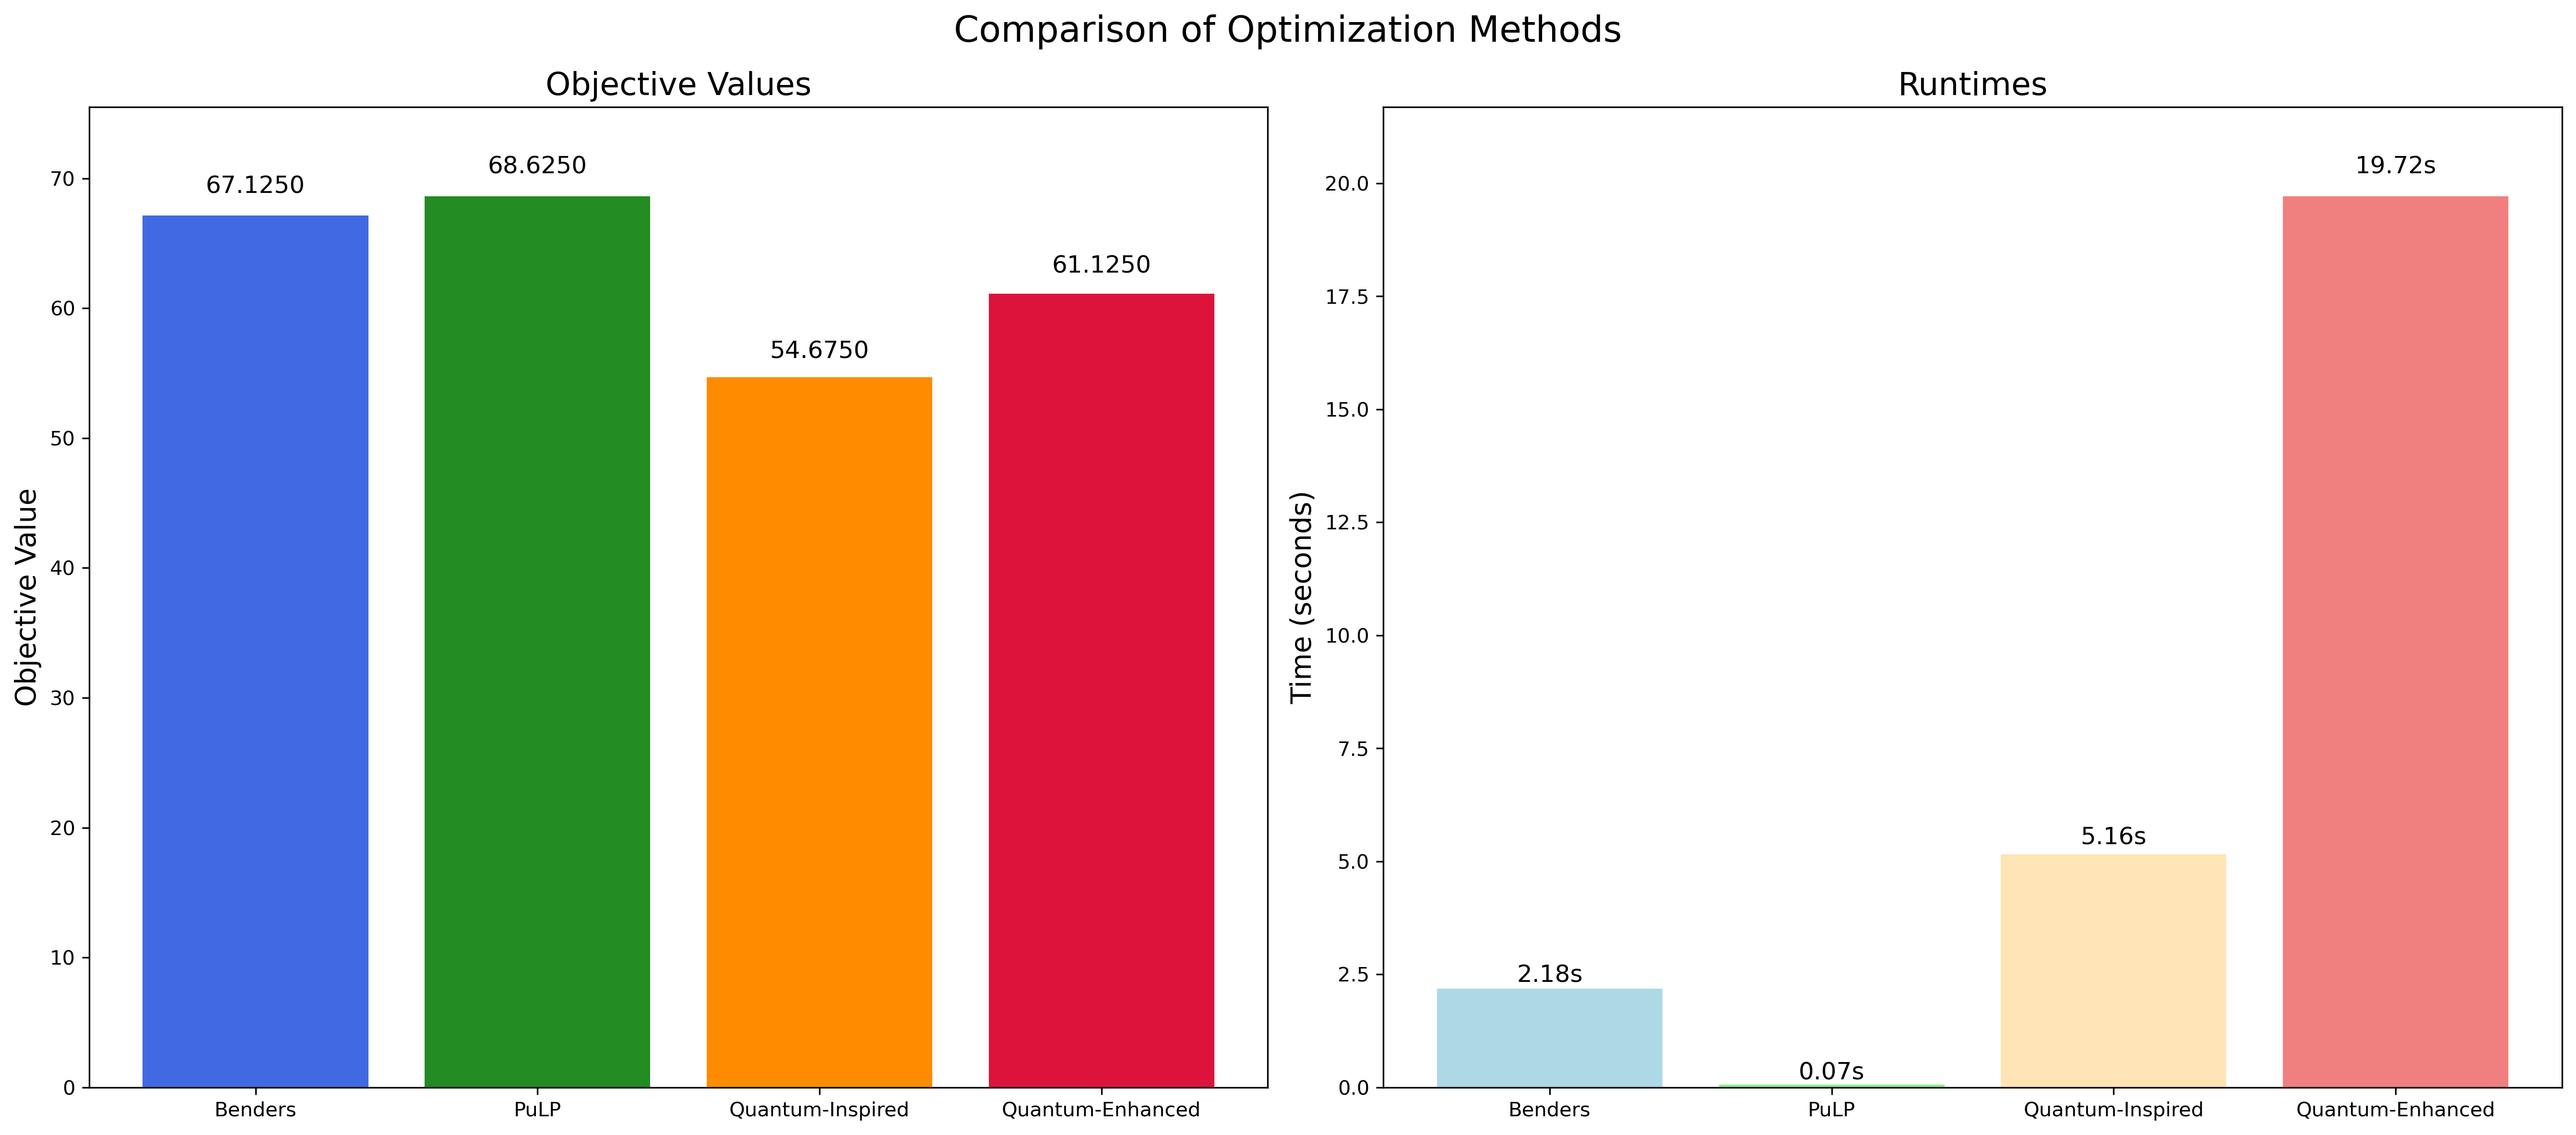 Comparison of Optimization Methods
Objective Values
Objective Value
70
60
50
40
30
20
10
0
67.1250
68.6250
54.6750
61.1250
Benders
PuLP
Quantum-Inspired
Quantum-Enhanced
Runtimes
Time (seconds)
20.0
17.5
15.0
12.5
10.0
7.5
5.0
2.5
0.0
2.18s
0.07s
5.16s
19.72s
Benders
PuLP
Quantum-Inspired
Quantum-Enhanced